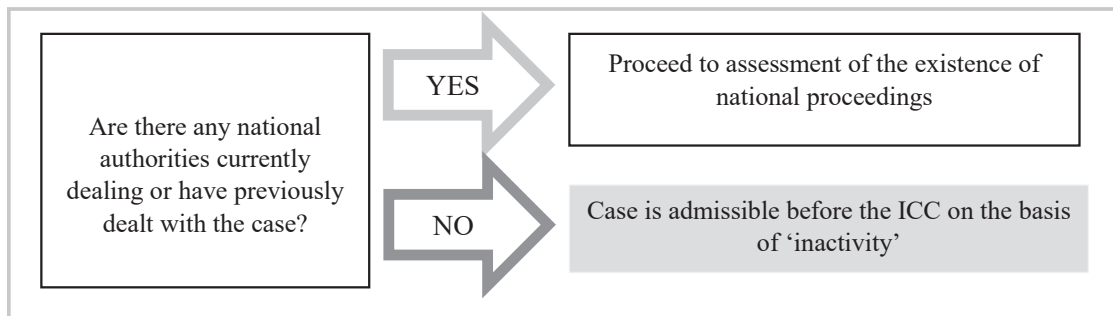 Are there any national
authorities currently
dealing or have previously
dealt with the case?
YES
Proceed to assessment of the existence of
national proceedings
NO
Case is admissible before the ICC on the basis
of ‘inactivity’